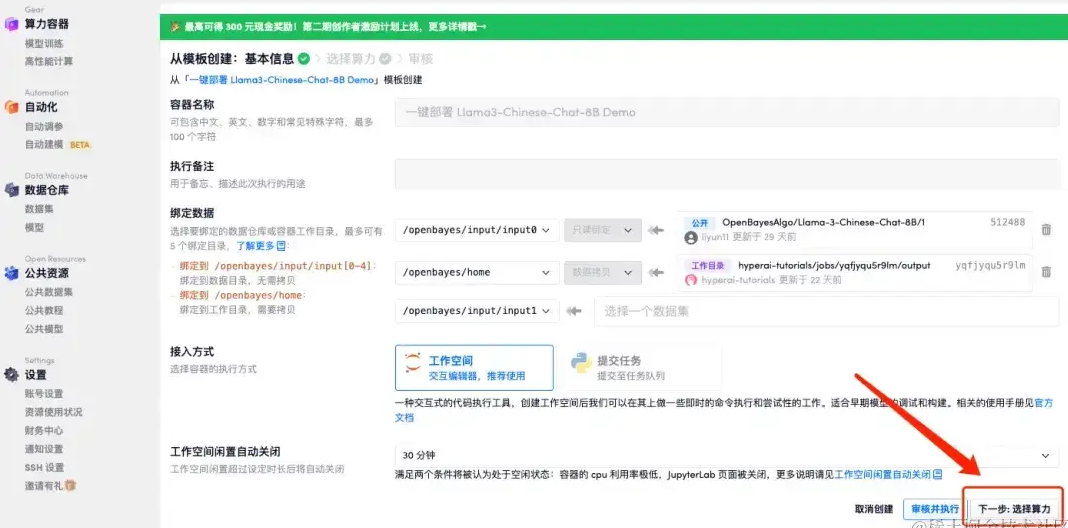 Gear
算力容器
模型训练
高性能计算
Automation
自动化
自动调参
自动建模 BETA
Data Warehouse
数据仓库
数据集
模型
Open Resources
公共资源
公共数据集
公共教程
公共模型
Settings
设置
账号设置
资源使用状况
财务中心
通知设置
SSH 设置
邀请有礼
最高可得 300 元现金奖励！第二期创作者激励计划上线，更多详情戳→
从模板创建：基本信息 > 选择算力 > 审核
从「一键部署 Llama3-Chinese-Chat-8B Demo」模板创建
容器名称
可包含中文、英文、数字和常见特殊字符，最多
100 个字符
一键部署 Llama3-Chinese-Chat-8B Demo
执行备注
用于备忘、描述此次执行的用途
绑定数据
选择要绑定的数据仓库或容器工作目录，最多可有
5 个绑定目录，了解更多：
- 绑定到 /openbayes/input/input[0-4]：
绑定到数据目录，无需拷贝
- 绑定到 /openbayes/home：
绑定到工作目录，需要拷贝
/openbayes/input/input0 只读绑定 公开 OpenBayesAlgo/Llama-3-Chinese-Chat-8B/1 512488
liyun11 更新于 29 天前
/openbayes/home 数据拷贝 工作目录 hyperai-tutorials/jobs/yqfjyqu5r9lm/output yqfjyqu5r9lm
hyperai-tutorials 更新于 22 天前
/openbayes/input/input1 选择一个数据集
接入方式
选择容器的执行方式
工作空间
交互编辑器，推荐使用
提交任务
提交至任务队列
一种交互式的代码执行工具，创建工作空间后我们可以在其上做一些即时的命令执行和尝试性的工作。适合早期模型的调试和构建。相关的使用手册见官方
文档
工作空间闲置自动关闭
工作空间闲置超过设定时长后将自动关闭
30 分钟
满足两个条件将被认为处于空闲状态：容器的 cpu 利用率极低，JupyterLab 页面被关闭，更多说明请见工作空间闲置自动关闭
取消创建 审核并执行 下一步：选择算力